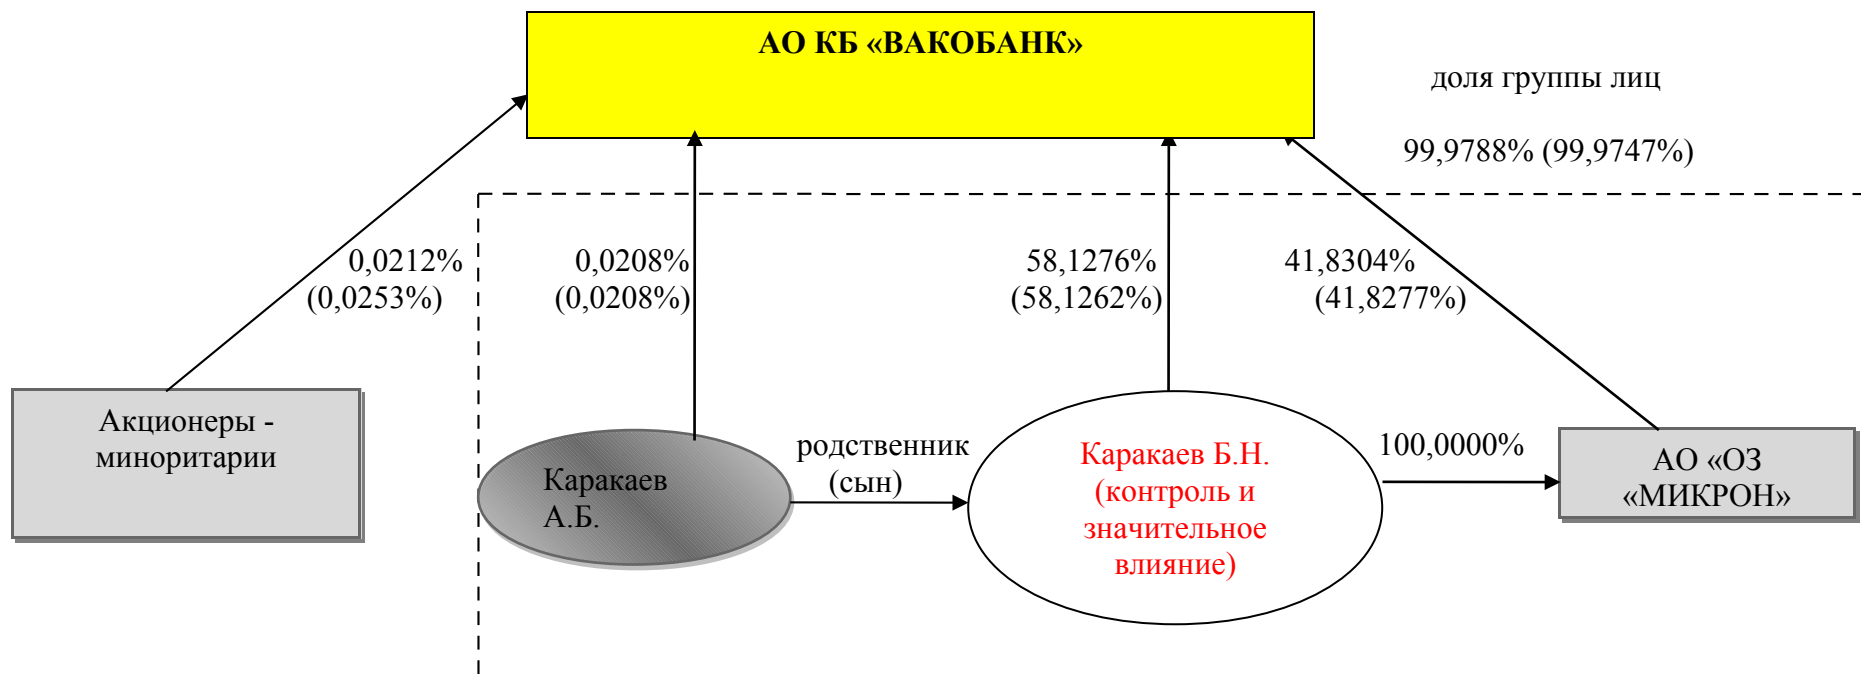 АО КБ «ВАКОБАНК»
доля группы лиц
99,9788% (99,9747%)
0,0212%
(0,0253%)
0,0208%
(0,0208%)
58,1276%
(58,1262%)
41,8304%
(41,8277%)
Акционеры -
миноритарии
Каракаев
А.Б.
родственник
(сын)
Каракаев Б.Н.
(контроль и
значительное
влияние)
100,0000%
АО «ОЗ
«МИКРОН»